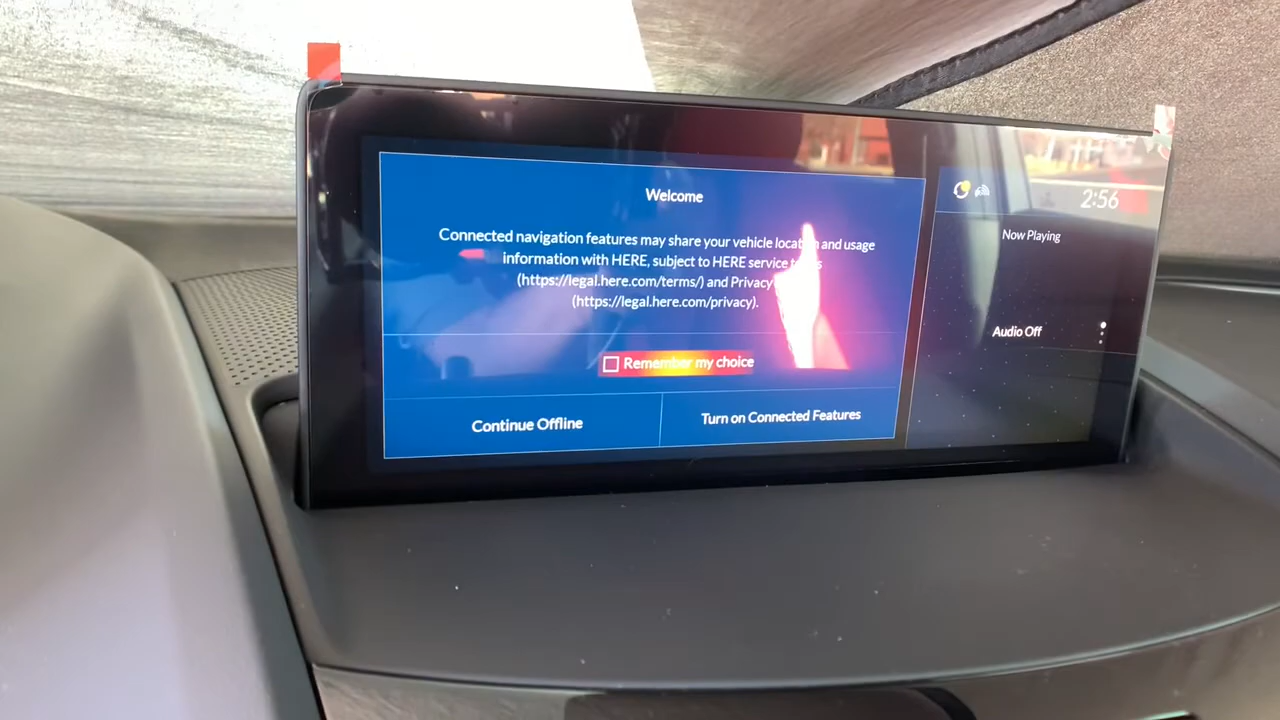 Welcome
Connected navigation features may share your vehicle location and usage
information with HERE, subject to HERE service
(https://legal.here.com/terms/) and Privacy
(https://legal.here.com/privacy).
Remember my choice
Continue Offline
Turn on Connected Features
2:56
Now Playing
Audio Off